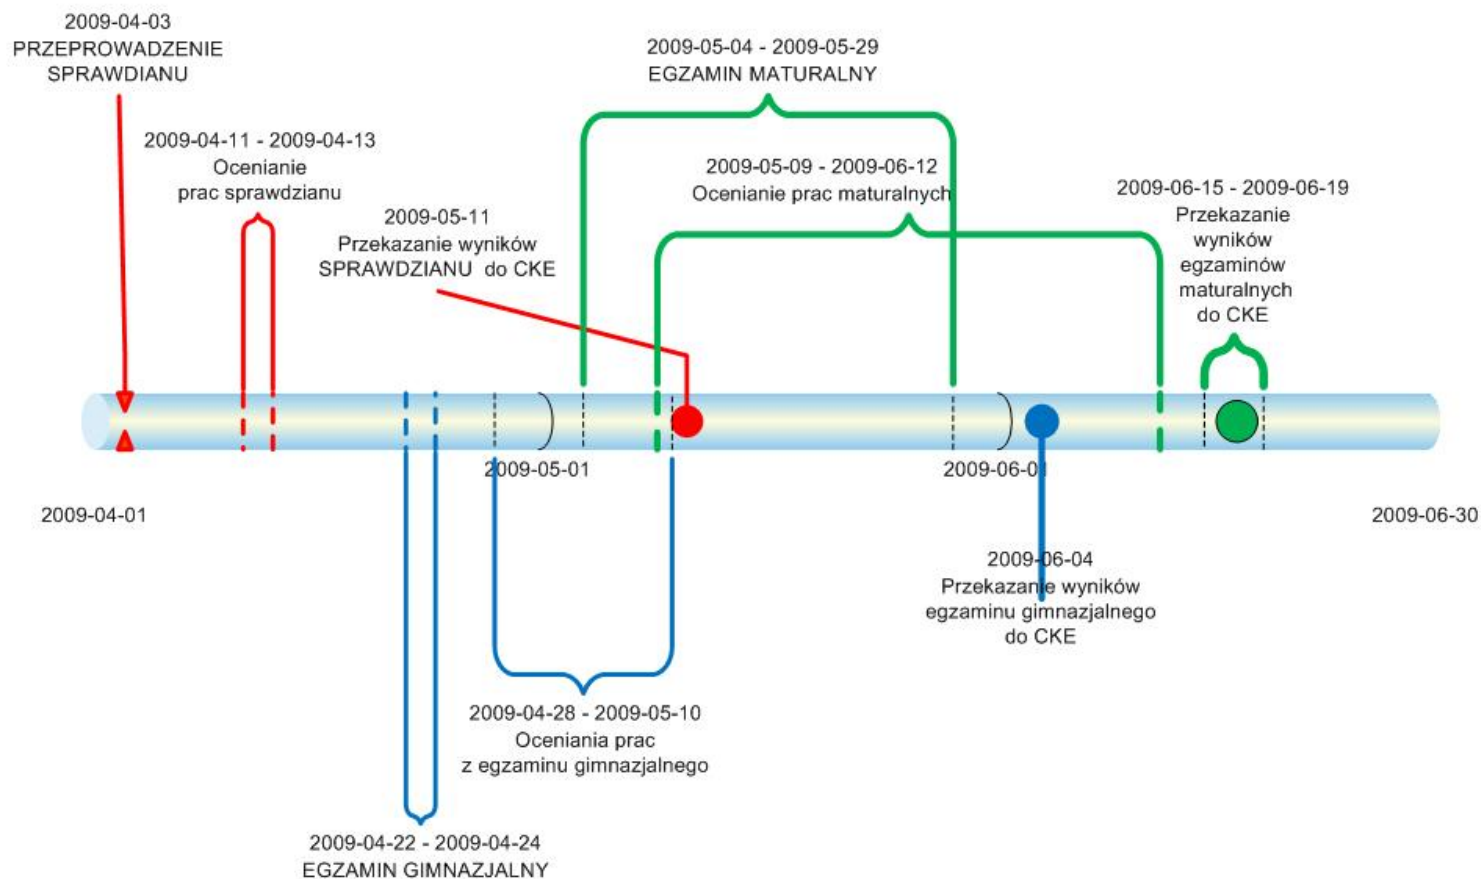 2009-04-03
PRZEPROWADZENIE
SPRAWDIANU
2009-04-11 - 2009-04-13
Ocenianie
prac sprawdzianu
2009-05-11
Przekazanie wyników
SPRAWDZIANU do CKE
2009-05-04 - 2009-05-29
EGZAMIN MATURALNY
2009-05-09 - 2009-06-12
Ocenianie prac maturalnych
2009-06-15 - 2009-06-19
Przekazanie
wyników
egzaminów
maturalnych
do CKE
2009-05-01
2009-06-01
2009-04-01
2009-06-30
2009-06-04
Przekazanie wyników
egzaminu gimnazjalnego
do CKE
2009-04-28 - 2009-05-10
Oceniania prac
z egzaminu gimnazjalnego
2009-04-22 - 2009-04-24
EGZAMIN GIMNAZJALNY